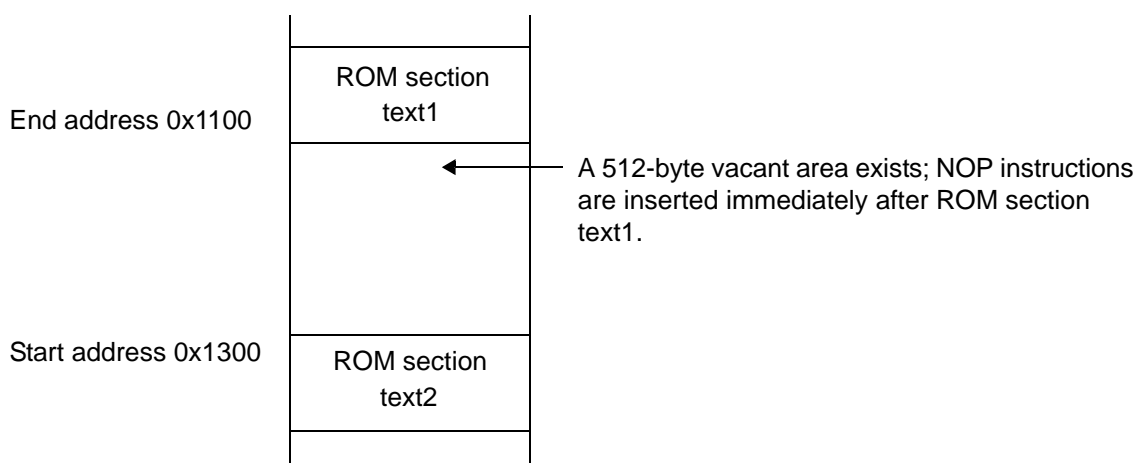 ROM section
text1
End address 0x1100
A 512-byte vacant area exists; NOP instructions
are inserted immediately after ROM section
text1.
Start address 0x1300
ROM section
text2